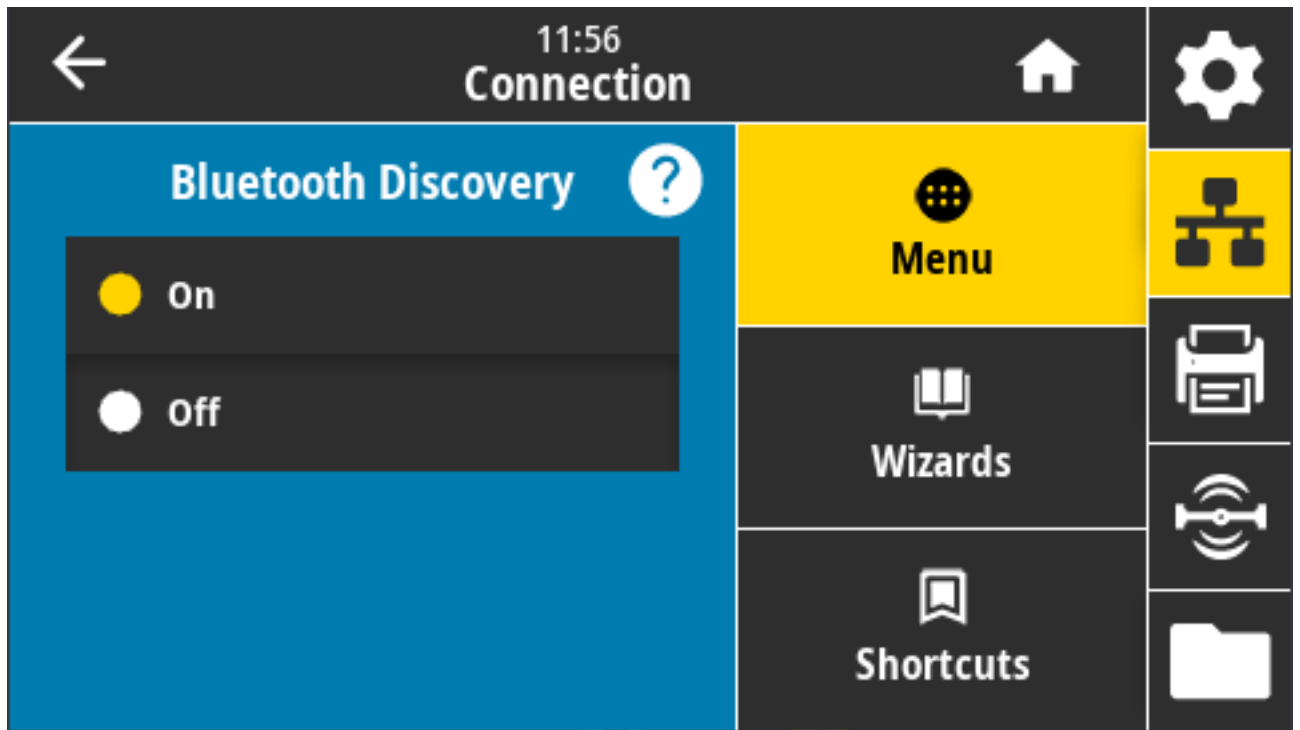 11:56
Connection
Bluetooth Discovery
?
On
Off
Menu
Wizards
Shortcuts